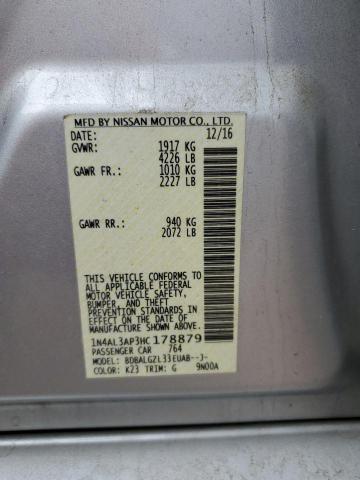 MFD BY NISSAN MOTOR CO., LTD.
DATE: 12/16
GVWR: 1917 KG
4226 LB
GAWR FR.: 1010 KG
2227 LB
GAWR RR.: 940 KG
2072 LB
THIS VEHICLE CONFORMS
TO ALL APPLICABLE FEDERAL
MOTOR VEHICLE SAFETY,
BUMPER, AND THEFT
PREVENTION STANDARDS IN
EFFECT ON THE DATE OF
MANUFACTURE SHOWN ABOVE.
1N4AL3AP3HC178879
PASSENGER CAR 764
MODEL: BDBALGZL33EUAB--J-
COLOR: K23 TRIM: G 9N00A